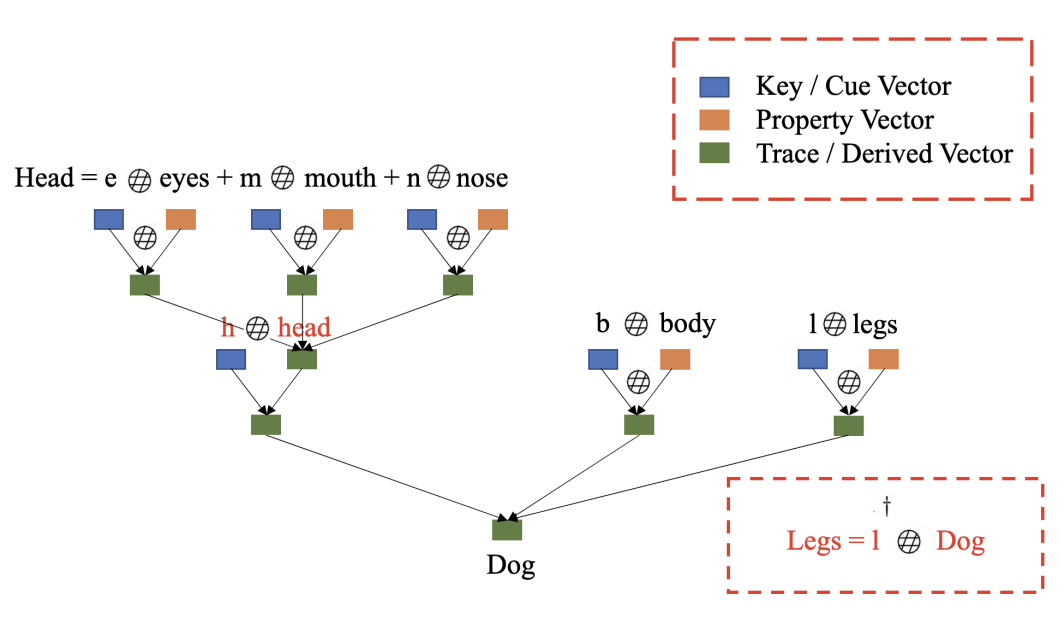 Key / Cue Vector
Property Vector
Trace / Derived Vector
Head = e ⊕ eyes + m ⊕ mouth + n ⊕ nose
h ⊕ head
b ⊕ body
l ⊕ legs
Dog
†
Legs = l ⊕ Dog